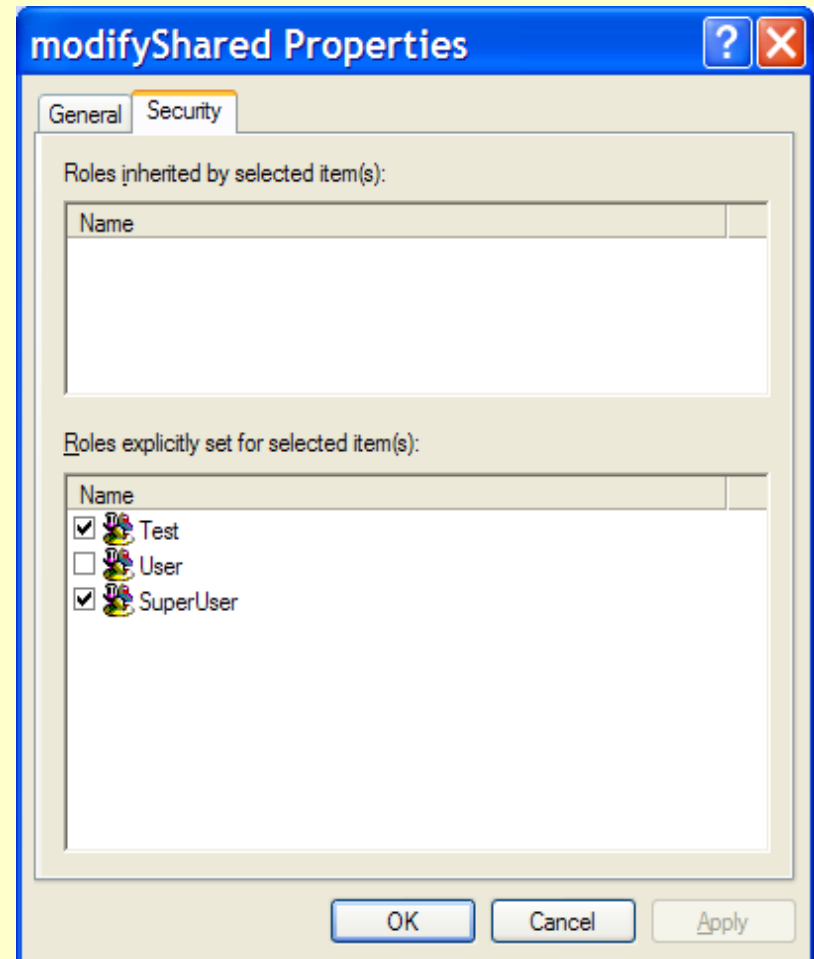 modifyShared Properties
General Security
Roles inherited by selected item(s):
Name
Roles explicitly set for selected item(s):
Name
Test
User
SuperUser
OK Cancel Apply